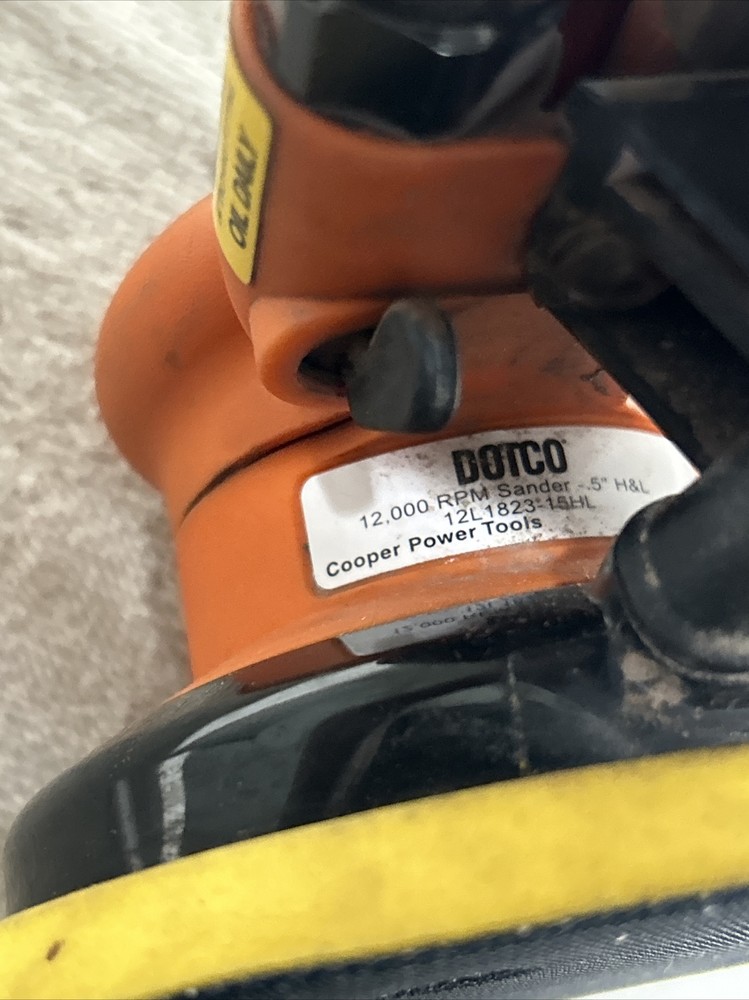 OIL DAILY
DOTCO
12,000 RPM Sander -.5" H&L
12L1823-15HL
Cooper Power Tools